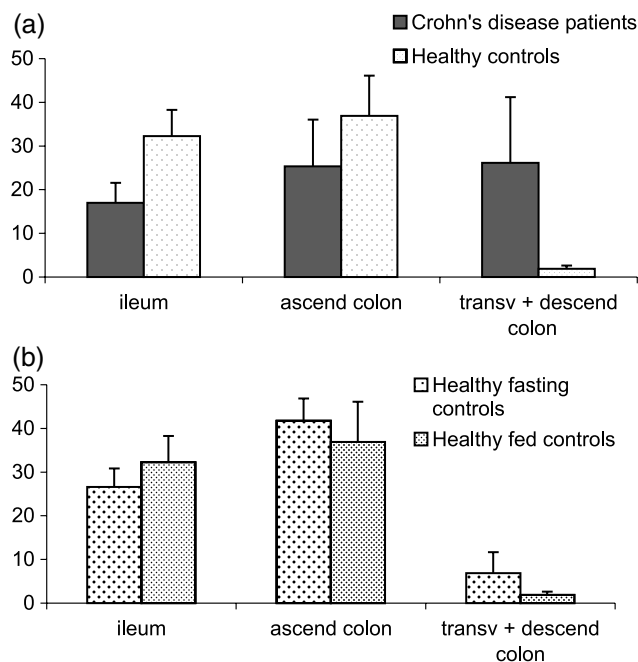 (a)
Crohn's disease patients
Healthy controls
50
40
30
20
10
0
ileum
ascend colon
transv + descend
colon
(b)
Healthy fasting
controls
Healthy fed controls
50
40
30
20
10
0
ileum
ascend colon
transv + descend
colon